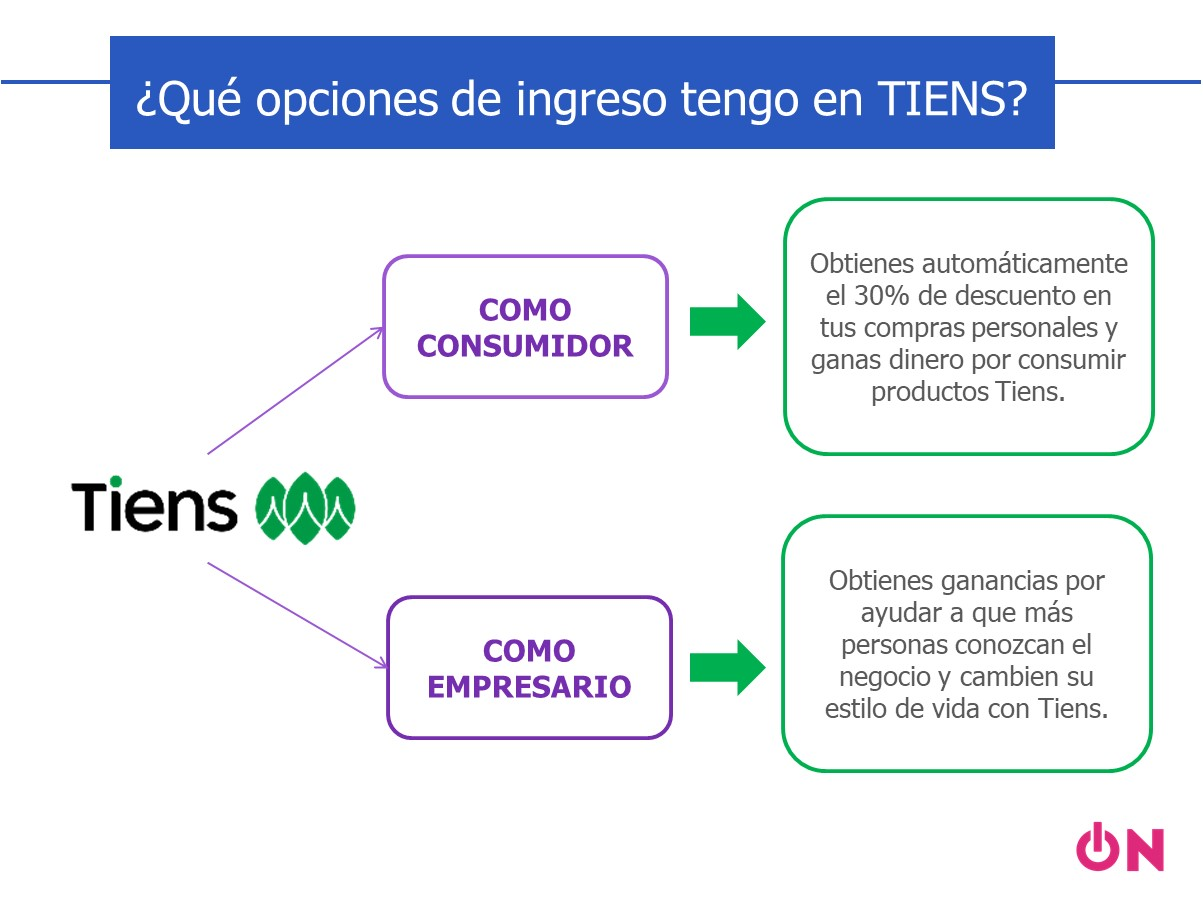 ¿Qué opciones de ingreso tengo en TIENS?
COMO
CONSUMIDOR
Obtienes automáticamente
el 30% de descuento en
tus compras personales y
ganas dinero por consumir
productos Tiens.
Tiens
COMO
EMPRESARIO
Obtienes ganancias por
ayudar a que más
personas conozcan el
negocio y cambien su
estilo de vida con Tiens.
ON